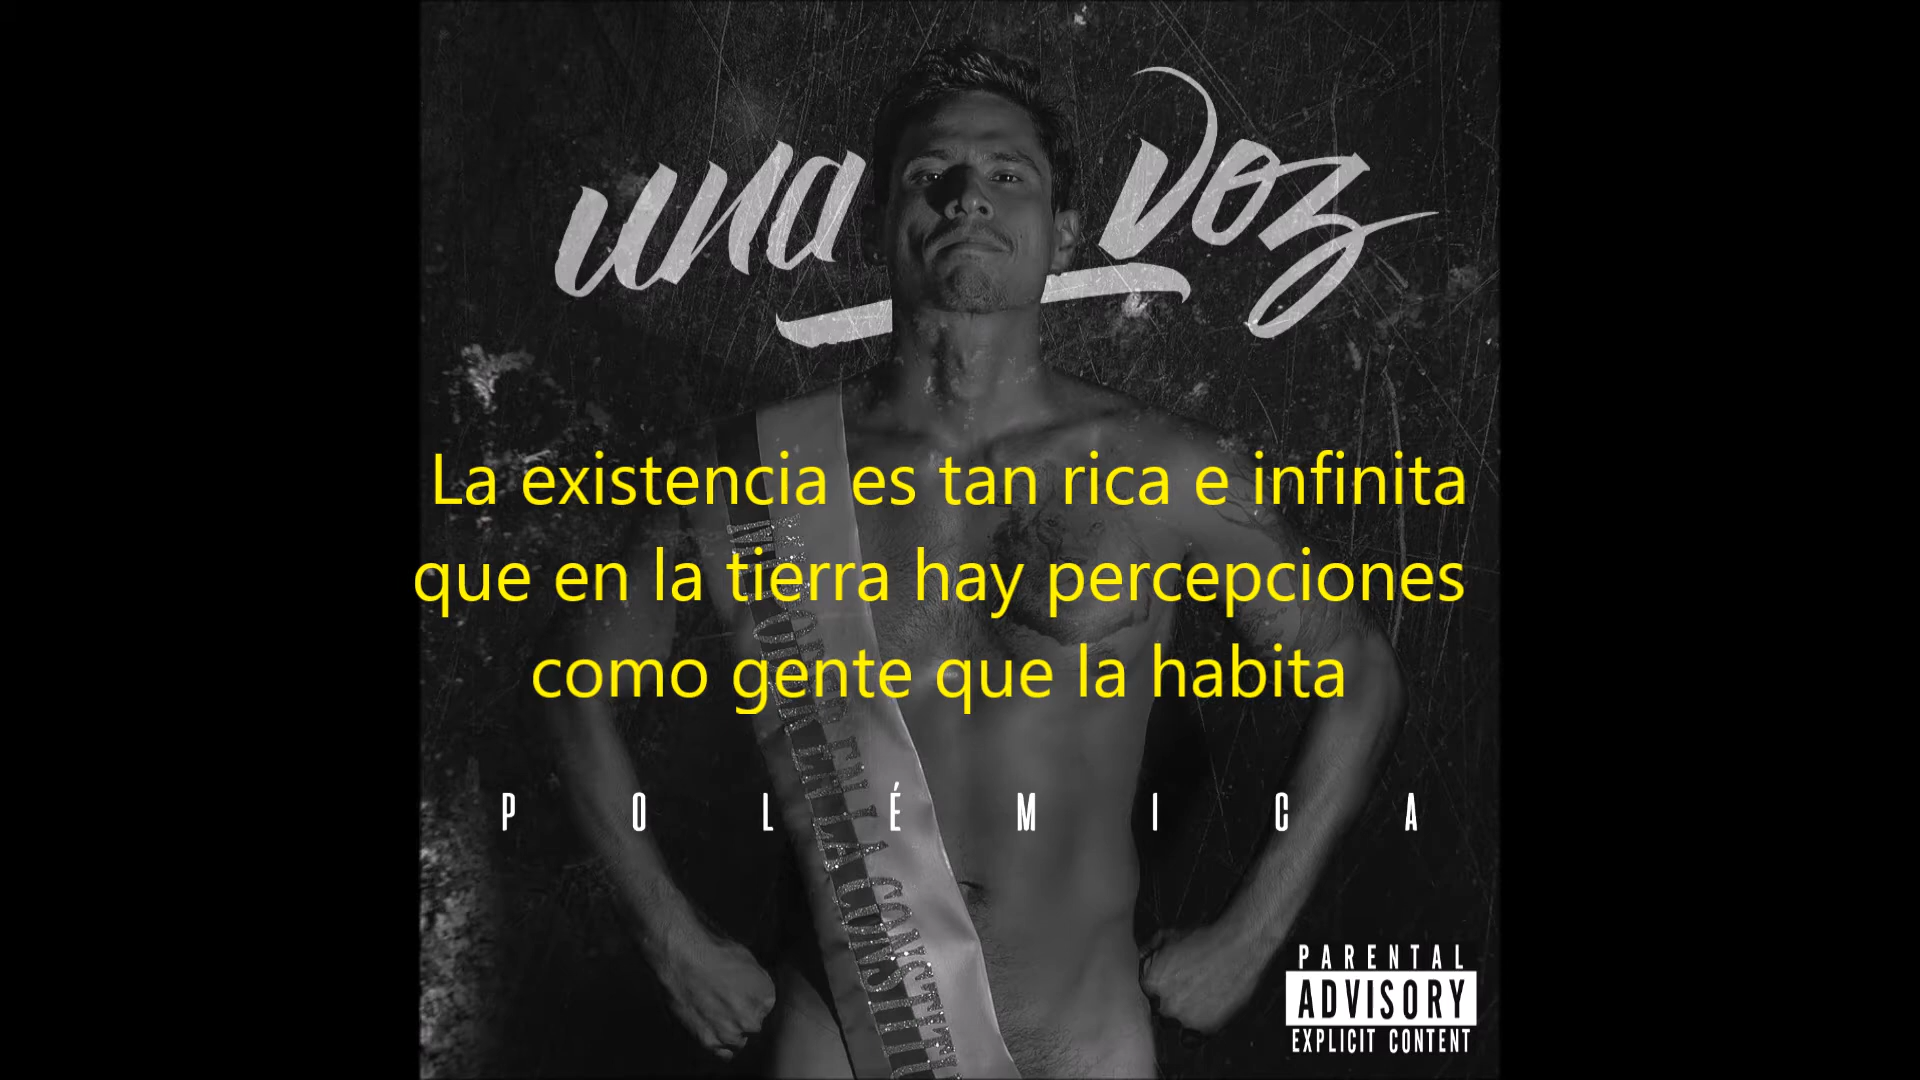 una voz
La existencia es tan rica e infinita
que en la tierra hay percepciones
como gente que la habita
POLÉMICA
PARENTAL
ADVISORY
EXPLICIT CONTENT